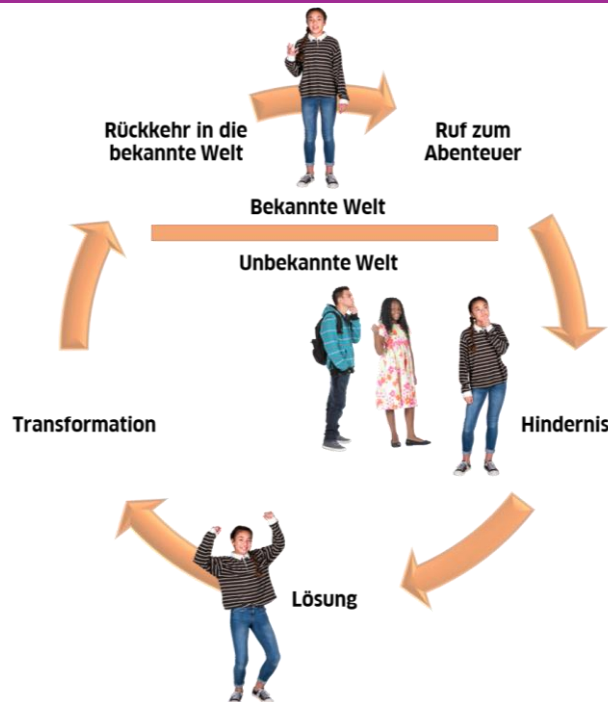 Rückkehr in die
bekannte Welt
Ruf zum
Abenteuer
Bekannte Welt
Unbekannte Welt
Transformation
Hindernis
Lösung